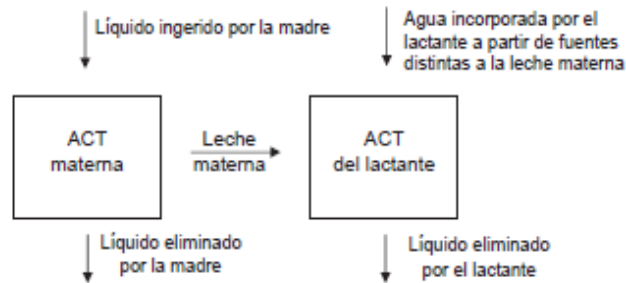 Líquido ingerido por la madre
Agua incorporada por el
lactante a partir de fuentes
distintas a la leche materna
ACT
materna
Leche
materna
ACT
del lactante
Líquido eliminado
por la madre
Líquido eliminado
por el lactante